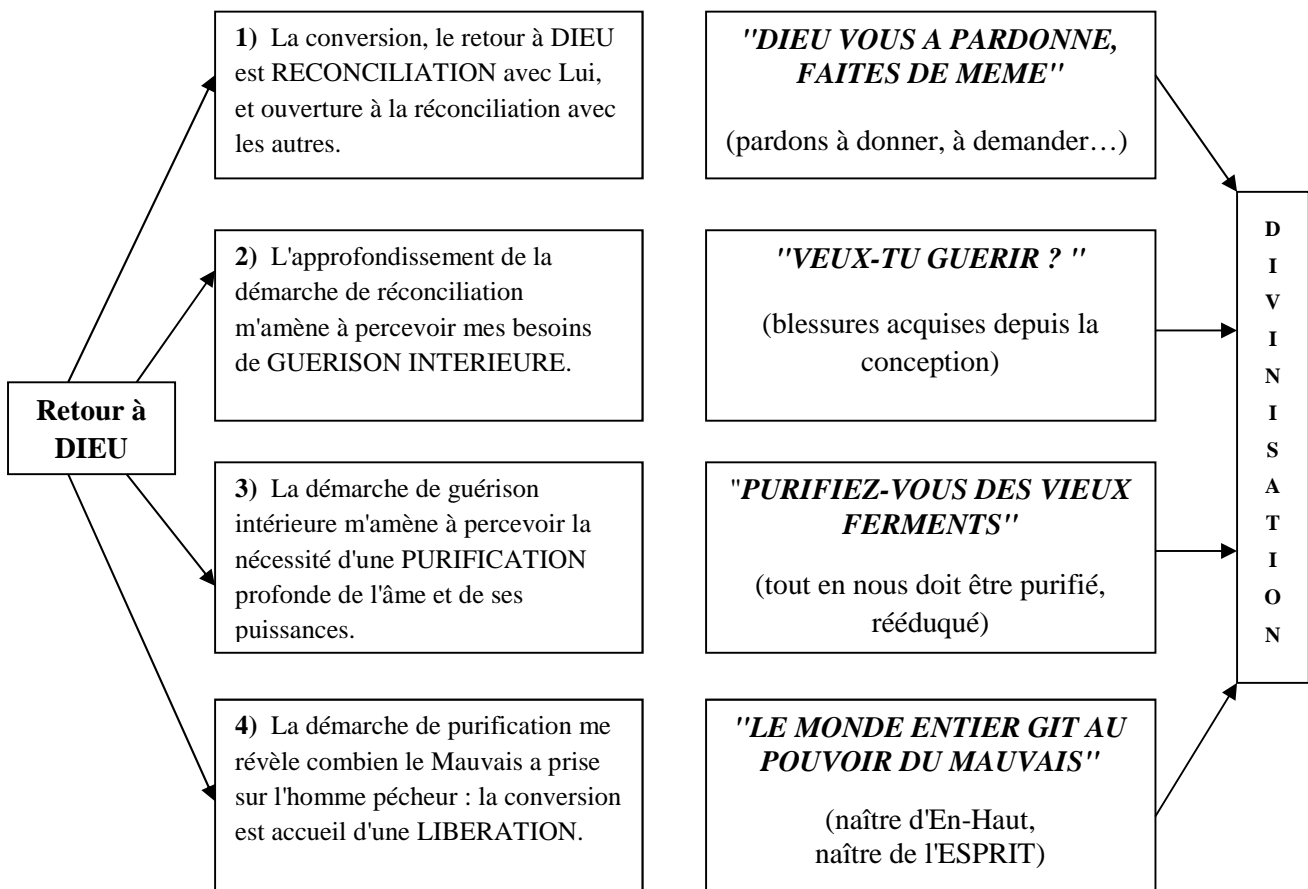 Retour à
DIEU
1) La conversion, le retour à DIEU
est RECONCILIATION avec Lui,
et ouverture à la réconciliation avec
les autres.
"DIEU VOUS A PARDONNE,
FAITES DE MEME"
(pardons à donner, à demander…)
2) L'approfondissement de la
démarche de réconciliation
m'amène à percevoir mes besoins
de GUERISON INTERIEURE.
"VEUX-TU GUERIR ? "
(blessures acquises depuis la
conception)
3) La démarche de guérison
intérieure m'amène à percevoir la
nécessité d'une PURIFICATION
profonde de l'âme et de ses
puissances.
"PURIFIEZ-VOUS DES VIEUX
FERMENTS"
(tout en nous doit être purifié,
rééduqué)
4) La démarche de purification me
révèle combien le Mauvais a prise
sur l'homme pécheur : la conversion
est accueil d'une LIBERATION.
"LE MONDE ENTIER GIT AU
POUVOIR DU MAUVAIS"
(naître d'En-Haut,
naître de l'ESPRIT)
D
I
V
I
N
I
S
A
T
I
O
N